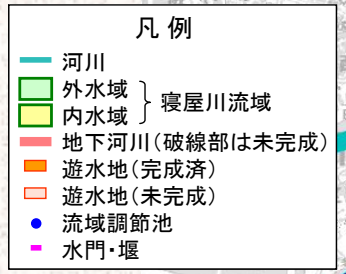 凡例
河川
外水域
内水域
寝屋川流域
地下河川(破線部は未完成)
遊水地(完成済)
遊水地(未完成)
流域調節池
水門・堰